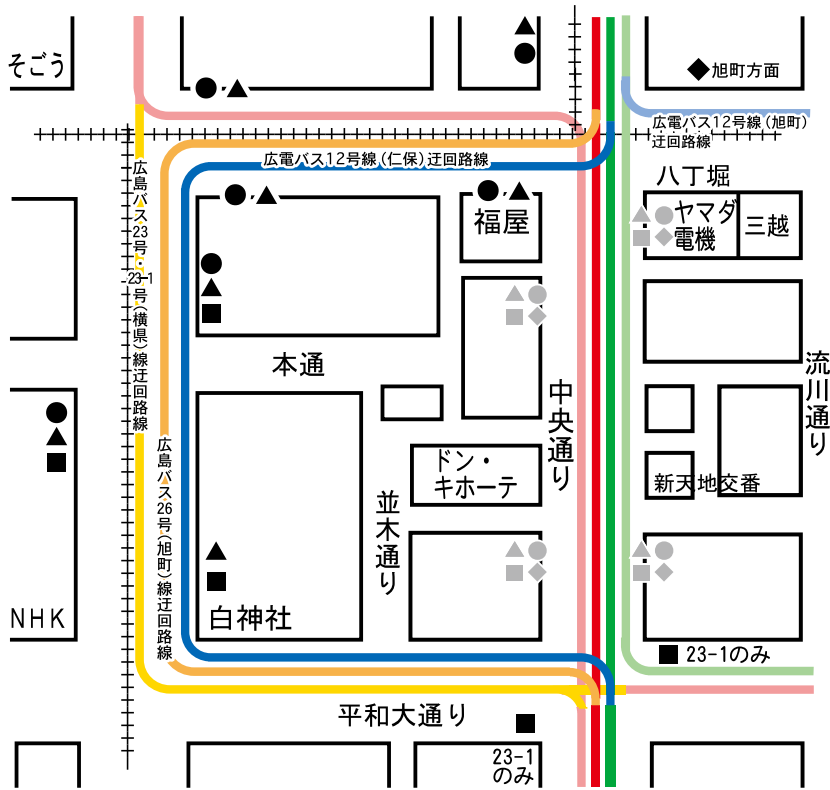 そごう
旭町方面
広電バス12号線（旭町）
迂回路線
広電バス12号線（仁保）迂回路線
八丁堀
福屋
ヤマダ
電機
三越
広島バス23号・23-1号（横県）線迂回路線
本通
中央通り
流川通り
広島バス26号（旭町）線迂回路線
ドン・
キホーテ
新天地交番
並木通り
NHK
白神社
23-1のみ
平和大通り
23-1
のみ